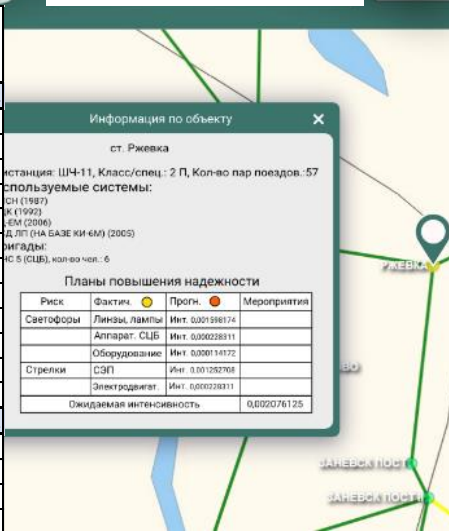 Информация по объекту
ст. Ржевка
истанция: ШЧ-11, Класс/спец.: 2 П, Кол-во пар поездов.:57
спользуемые системы:
СН (1987)
ЦК (1992)
-ЕМ (2006)
Д ЛП (НА БАЗЕ КИ-6М) (2005)
ригады:
НС 5 (СЦБ), кол-во чел.: 6
Планы повышения надежности
Риск Фактич. Прогн. Мероприятия
Светофоры Линзы, лампы Инт. 0,001598174
Аппарат. СЦБ Инт. 0,000228311
Оборудование Инт. 0,000114172
Стрелки СЭП Инт. 0,001252708
Электродвигат. Инт. 0,000228311
Ожидаемая интенсивность 0,002076125
РЖЕВКА
ВО
ЗАНЕВСК ПОСТ
ЗАНЕВСК ПОСТ